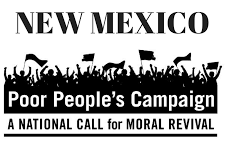 NEW MEXICO
Poor People's Campaign
A NATIONAL CALL for MORAL REVIVAL